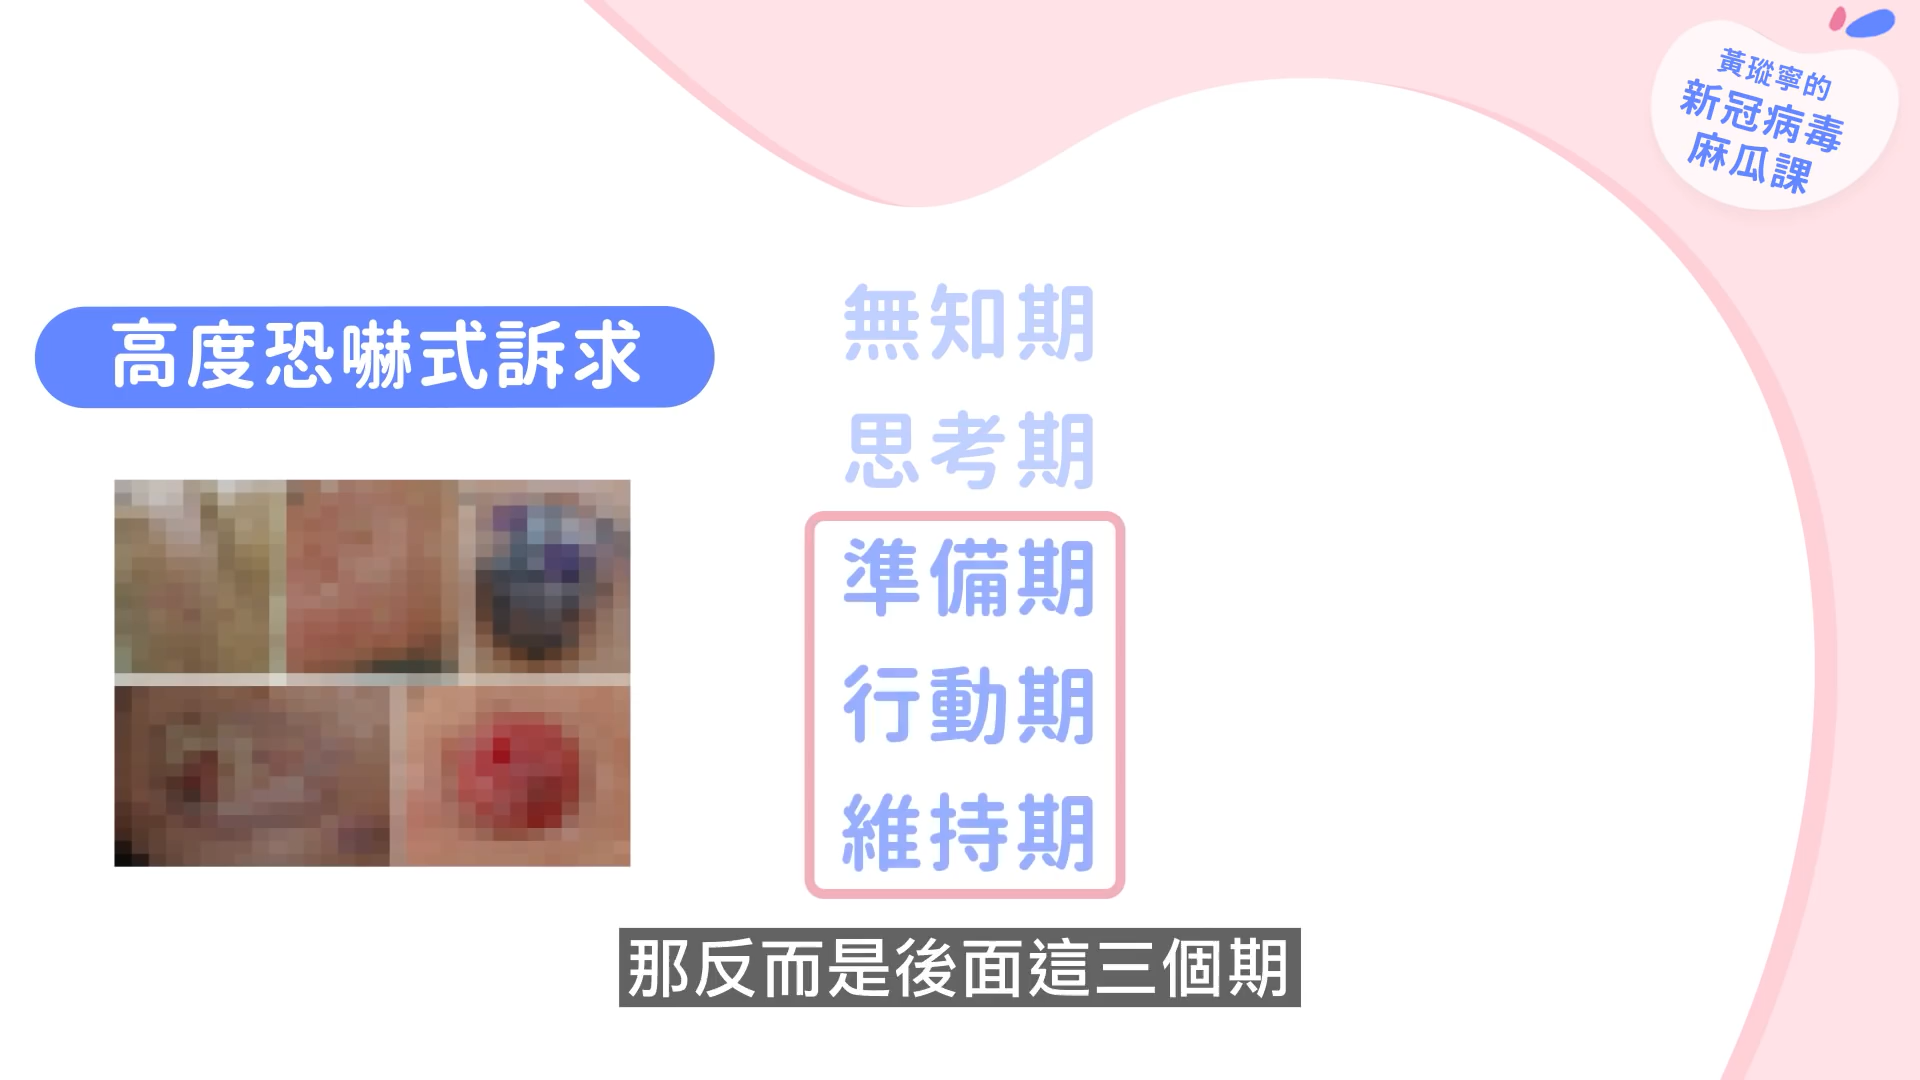 黃瑽寧的
新冠病毒
麻瓜課
高度恐嚇式訴求
無知期
思考期
準備期
行動期
維持期
那反而是後面這三個期